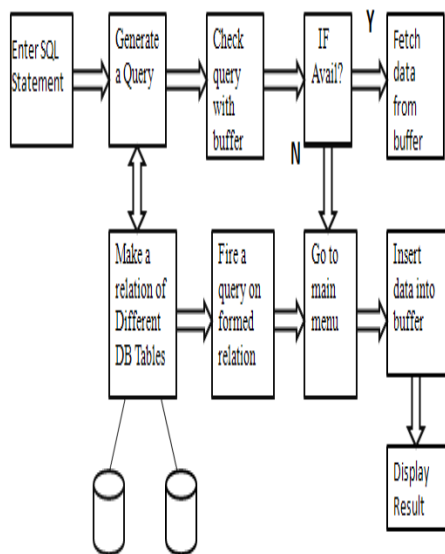 Enter SQL
Statement
Generate
a Query
Check
query
with
buffer
IF
Avail?
Y
Fetch
data
from
buffer
N
Make a
relation of
Different
DB Tables
Fire a
query on
formed
relation
Go to
main
menu
Insert
data into
buffer
Display
Result